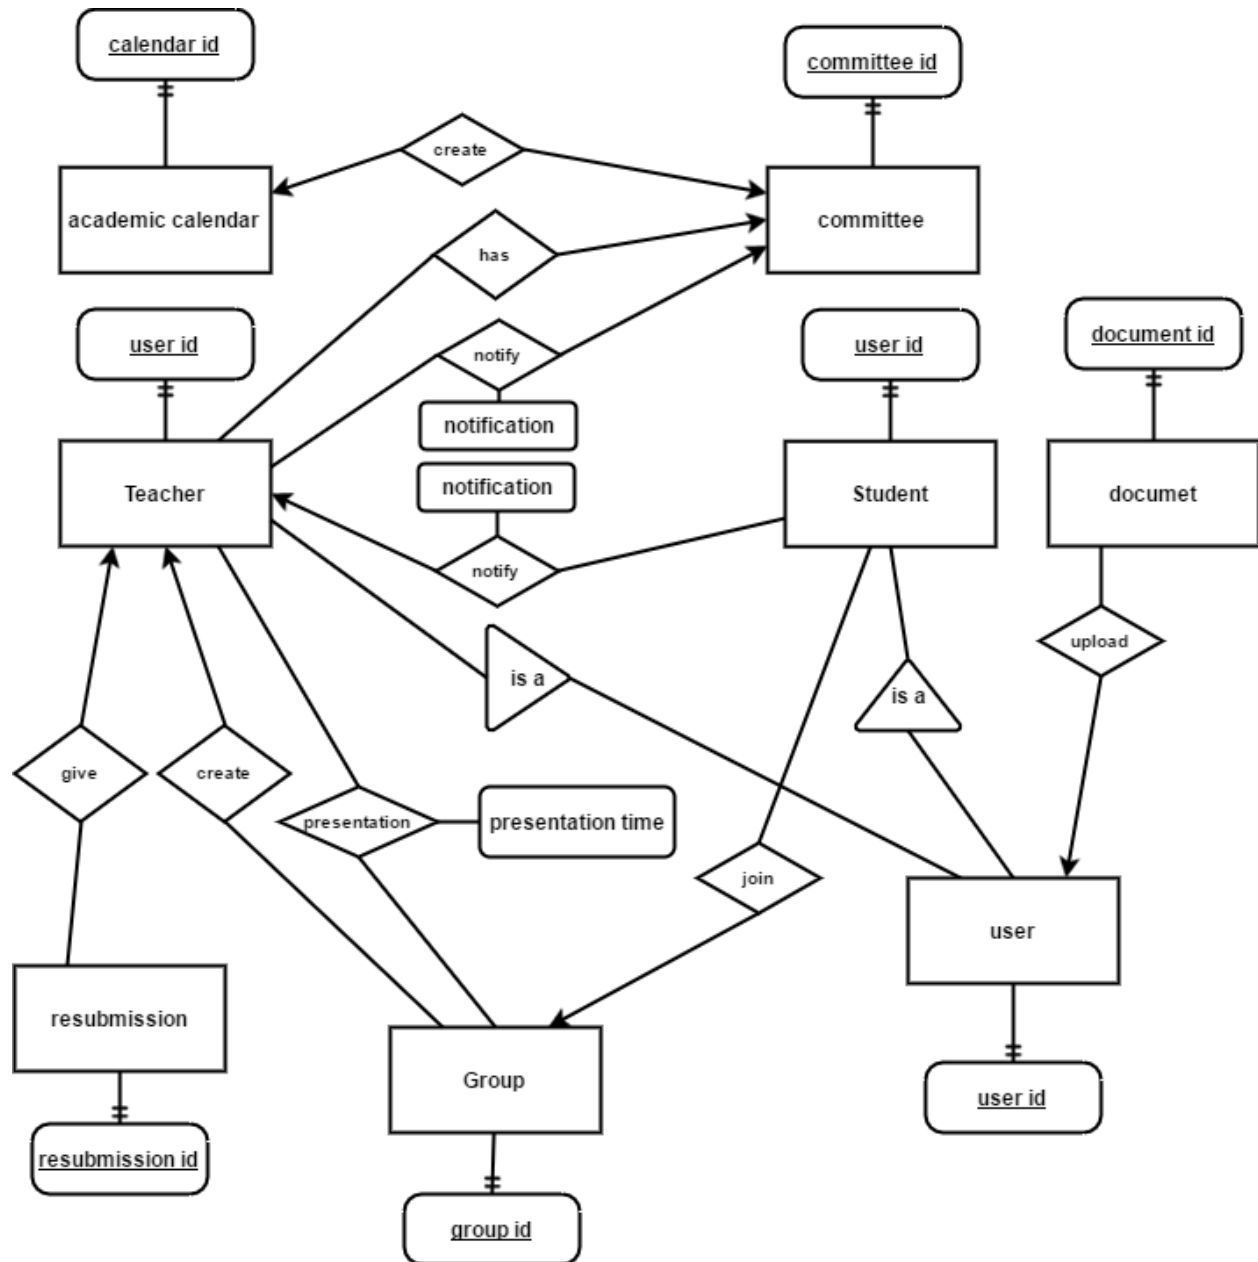 calendar id
committee id
create
academic calendar
committee
has
user id
notify
user id
document id
notification
notification
Teacher
Student
documet
notify
upload
is a
is a
give
create
presentation
presentation time
join
user
resubmission
Group
user id
resubmission id
group id